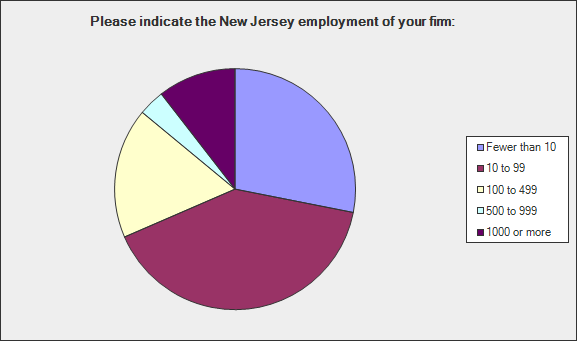 Please indicate the New Jersey employment of your firm:
Fewer than 10
10 to 99
100 to 499
500 to 999
1000 or more